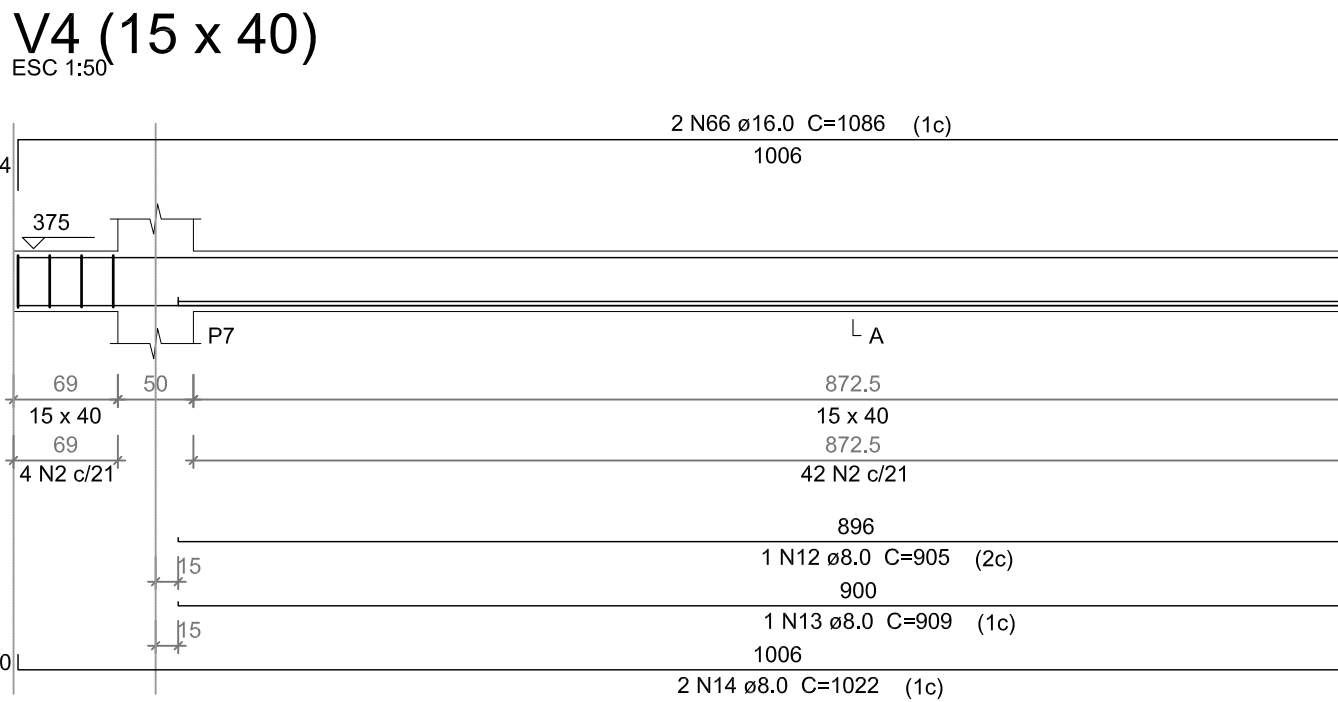 V4 (15 x 40)
ESC 1:50
2 N66 ø16.0 C=1086 (1c)
1006
4
375
P7
A
69 50 872.5
15 x 40 15 x 40
69 872.5
4 N2 c/21 42 N2 c/21
896
1 N12 ø8.0 C=905 (2c)
15
900
1 N13 ø8.0 C=909 (1c)
15
1006
0
2 N14 ø8.0 C=1022 (1c)